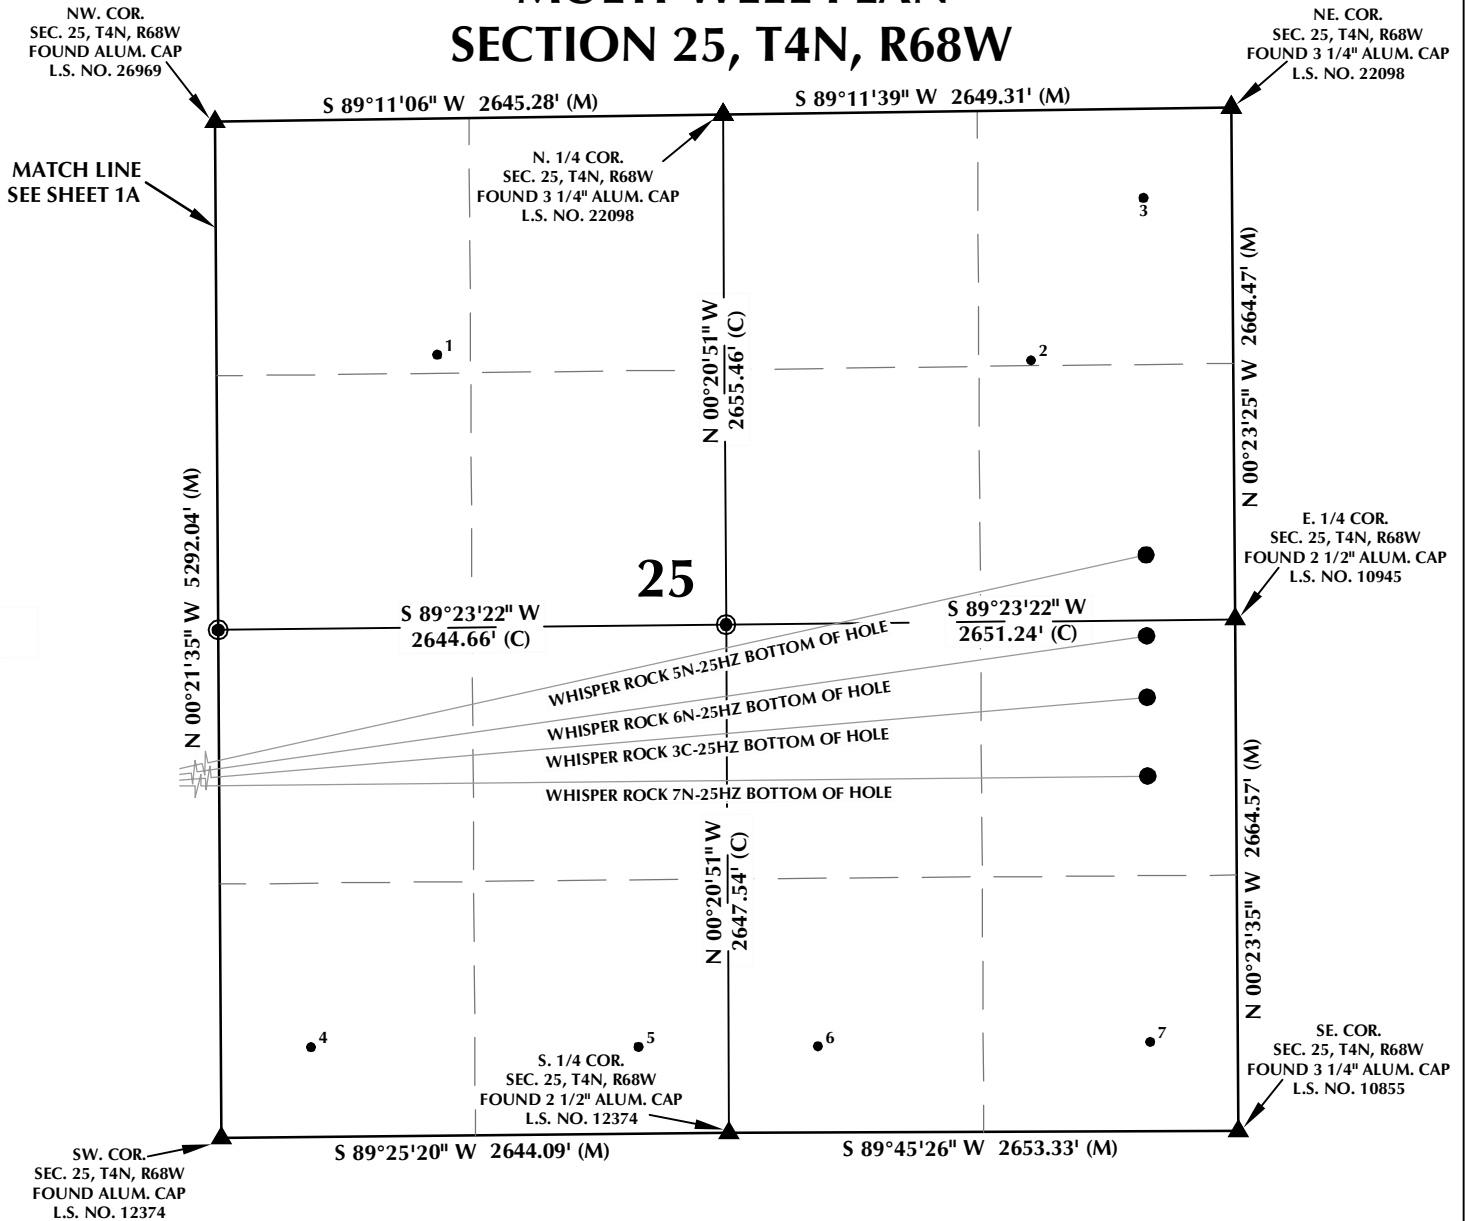 MULTI-WELL PLAN
SECTION 25, T4N, R68W
NW. COR.
SEC. 25, T4N, R68W
FOUND ALUM. CAP
L.S. NO. 26969
NE. COR.
SEC. 25, T4N, R68W
FOUND 3 1/4" ALUM. CAP
L.S. NO. 22098
S 89°11'06" W 2645.28' (M)
S 89°11'39" W 2649.31' (M)
MATCH LINE
SEE SHEET 1A
N. 1/4 COR.
SEC. 25, T4N, R68W
FOUND 3 1/4" ALUM. CAP
L.S. NO. 22098
3
N 00°23'25" W 2664.47' (M)
N 00°20'51" W
2655.46' (C)
1
2
N 00°21'35" W 5292.04' (M)
E. 1/4 COR.
SEC. 25, T4N, R68W
FOUND 2 1/2" ALUM. CAP
L.S. NO. 10945
25
S 89°23'22" W
2644.66' (C)
S 89°23'22" W
2651.24' (C)
WHISPER ROCK 5N-25HZ BOTTOM OF HOLE
WHISPER ROCK 6N-25HZ BOTTOM OF HOLE
WHISPER ROCK 3C-25HZ BOTTOM OF HOLE
WHISPER ROCK 7N-25HZ BOTTOM OF HOLE
N 00°20'51" W
2647.54' (C)
N 00°23'35" W 2664.57' (M)
4
5
6
7
S. 1/4 COR.
SEC. 25, T4N, R68W
FOUND 2 1/2" ALUM. CAP
L.S. NO. 12374
SE. COR.
SEC. 25, T4N, R68W
FOUND 3 1/4" ALUM. CAP
L.S. NO. 10855
S 89°25'20" W 2644.09' (M)
S 89°45'26" W 2653.33' (M)
SW. COR.
SEC. 25, T4N, R68W
FOUND ALUM. CAP
L.S. NO. 12374